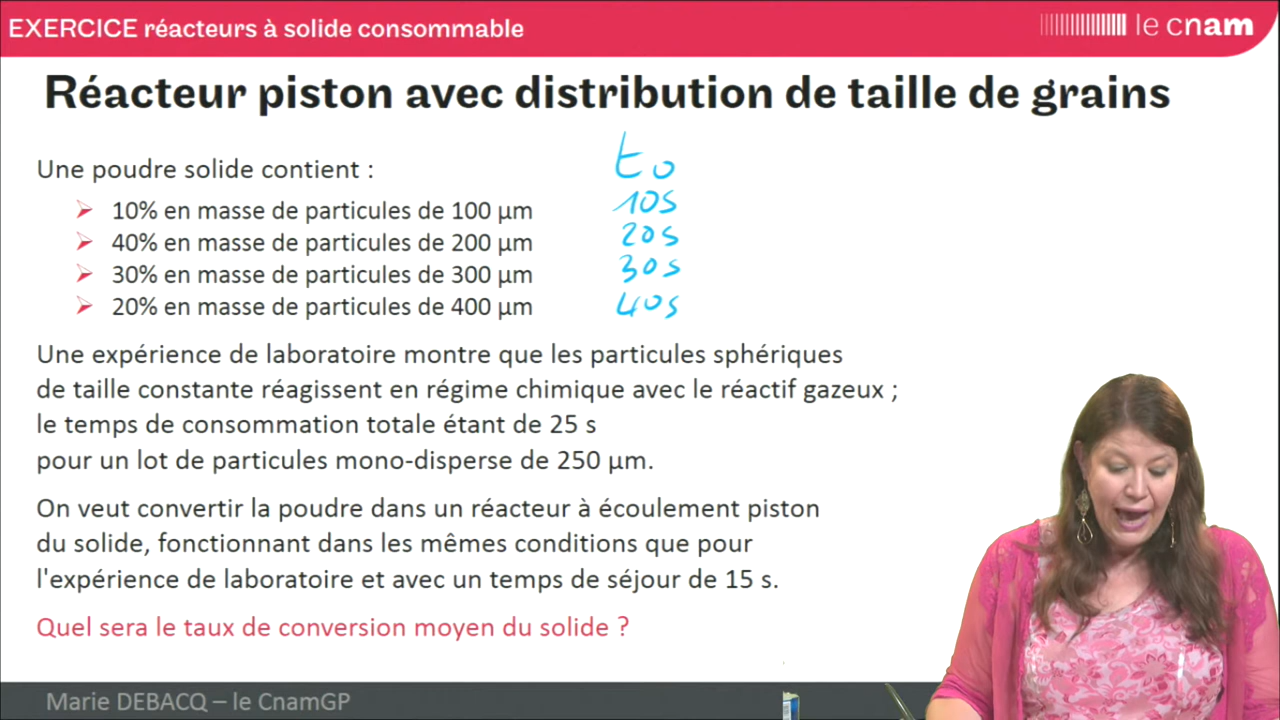 EXERCICE réacteurs à solide consommable
le cnam
Réacteur piston avec distribution de taille de grains
Une poudre solide contient :
10% en masse de particules de 100 µm
40% en masse de particules de 200 µm
30% en masse de particules de 300 µm
20% en masse de particules de 400 µm
t0
10s
20s
30s
40s
Une expérience de laboratoire montre que les particules sphériques
de taille constante réagissent en régime chimique avec le réactif gazeux ;
le temps de consommation totale étant de 25 s
pour un lot de particules mono-disperse de 250 µm.
On veut convertir la poudre dans un réacteur à écoulement piston
du solide, fonctionnant dans les mêmes conditions que pour
l'expérience de laboratoire et avec un temps de séjour de 15 s.
Quel sera le taux de conversion moyen du solide ?
Marie DEBACQ – le CnamGP